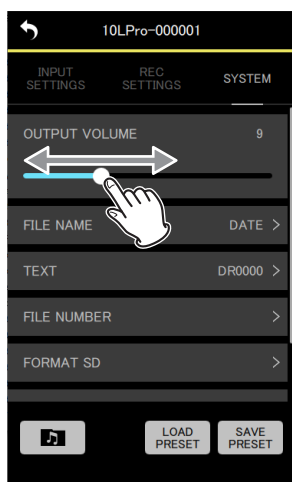 10LPro-000001
INPUT SETTINGS
REC SETTINGS
SYSTEM
OUTPUT VOLUME 9
FILE NAME DATE >
TEXT DR0000 >
FILE NUMBER >
FORMAT SD >
LOAD PRESET
SAVE PRESET